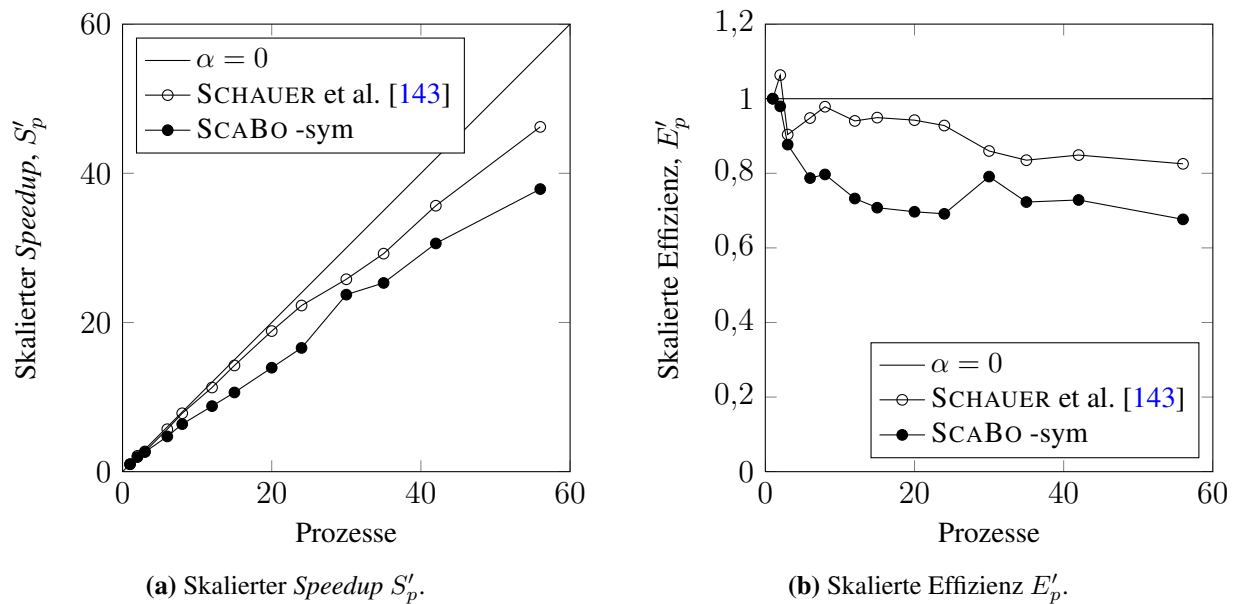 60
40
20
0
0
20
40
60
Skalierter Speedup, S′ₚ
Prozesse
α = 0
SCHAUER et al. [143]
SCABO -sym
(a) Skalierter Speedup S′ₚ.
1,2
1
0,8
0,6
0,4
0,2
0
0
20
40
60
Skalierte Effizienz, E′ₚ
Prozesse
α = 0
SCHAUER et al. [143]
SCABO -sym
(b) Skalierte Effizienz E′ₚ.